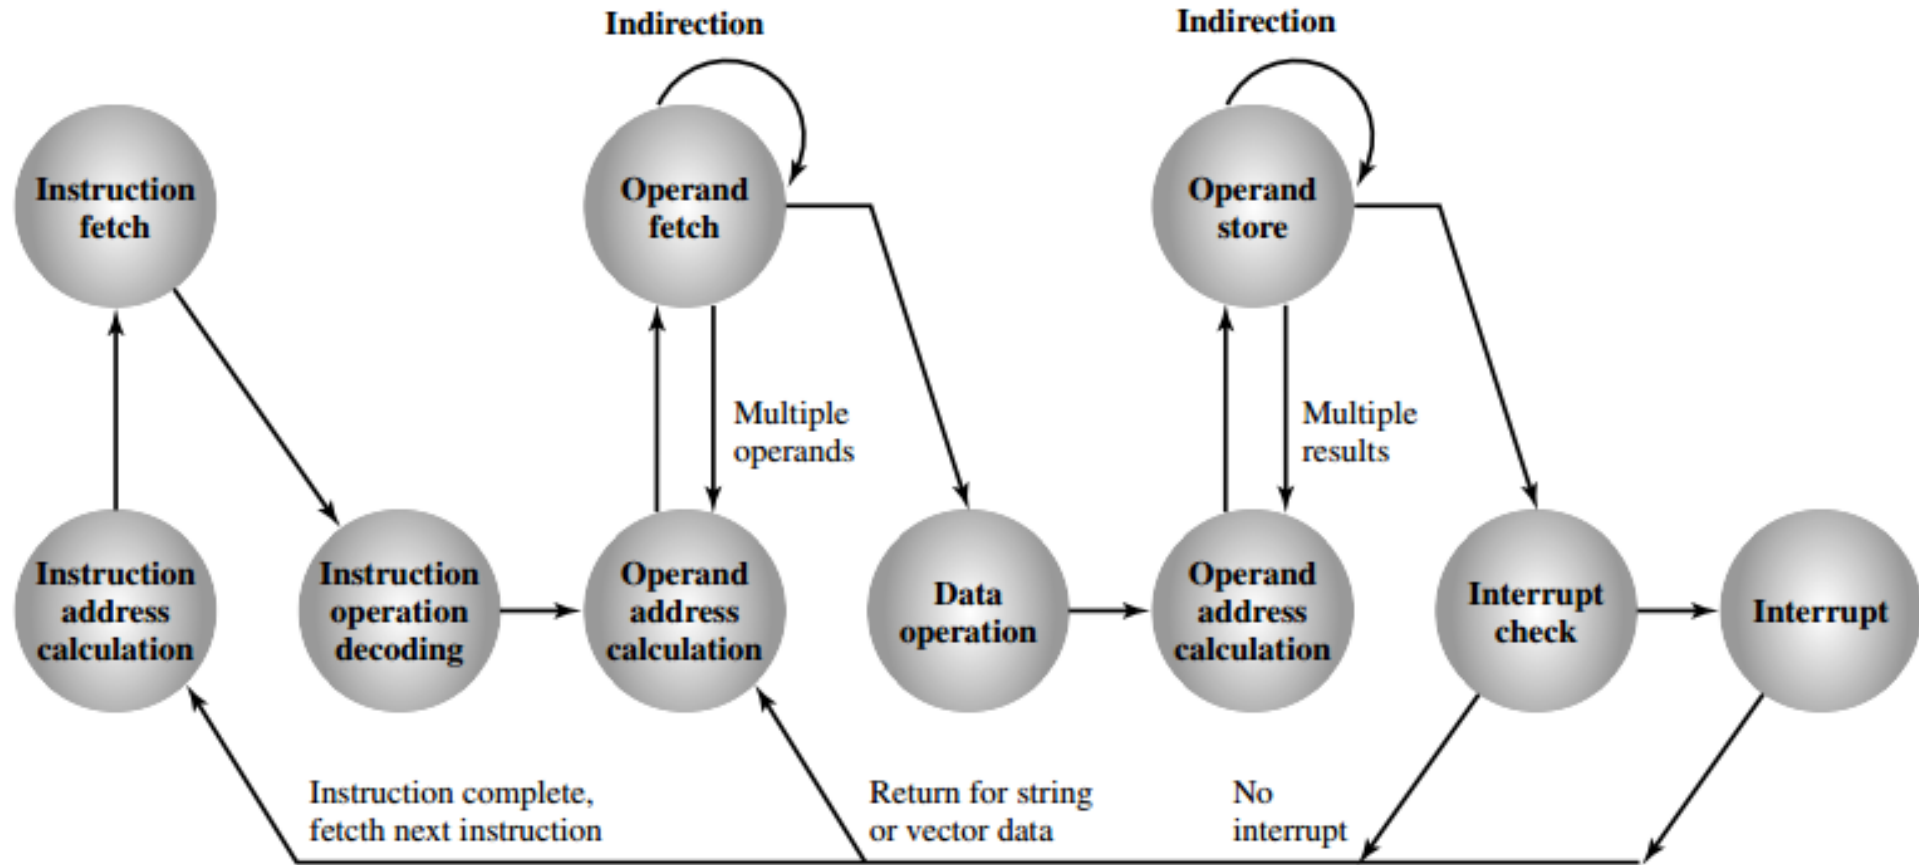 Indirection
Indirection
Instruction
fetch
Operand
fetch
Operand
store
Multiple
operands
Multiple
results
Instruction
address
calculation
Instruction
operation
decoding
Operand
address
calculation
Data
operation
Operand
address
calculation
Interrupt
check
Interrupt
Instruction complete,
fetcth next instruction
Return for string
or vector data
No
interrupt